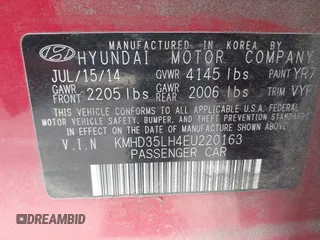 MANUFACTURED IN KOREA BY
HYUNDAI MOTOR COMPANY
JUL/15/14 GVWR 4145 lbs PAINT YR7
GAWR FRONT 2205 lbs GAWR REAR 2006 lbs TRIM VYF
THIS VEHICLE CONFORMS TO ALL APPLICABLE
FEDERAL MOTOR VEHICLE SAFETY, BUMPER,
AND THEFT PREVENTION STANDARDS IN EFFECT
ON THE DATE OF MANUFACTURE SHOWN ABOVE.
V.I.N KMHD35LH4EU220163
PASSENGER CAR
DREAMBID